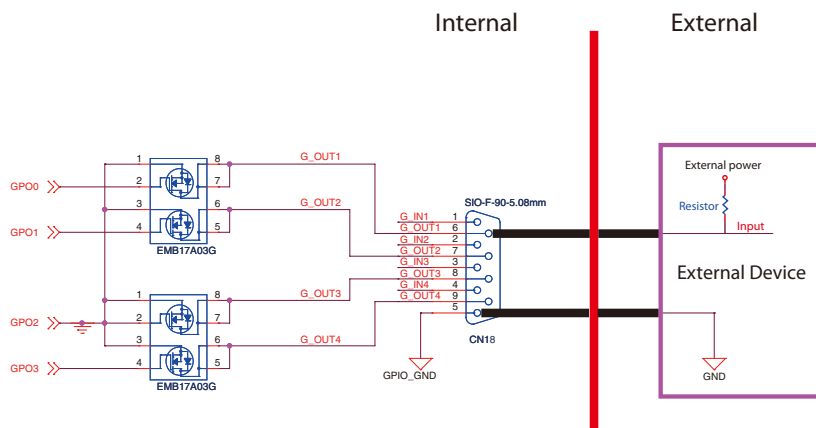 Internal
External
1
8
G_OUT1
GPO0
2
7
3
6
G_OUT2
GPO1
4
5
EMB17A03G
1
8
G_OUT3
GPO2
2
7
3
6
G_OUT4
GPO3
4
5
EMB17A03G
SIO-F-90-5.08mm
G_IN1
1
G_OUT1
6
G_IN2
2
G_OUT2
7
G_IN3
3
G_OUT3
8
G_IN4
4
G_OUT4
9
5
CN18
GPIO_GND
External power
Resistor
Input
External Device
GND